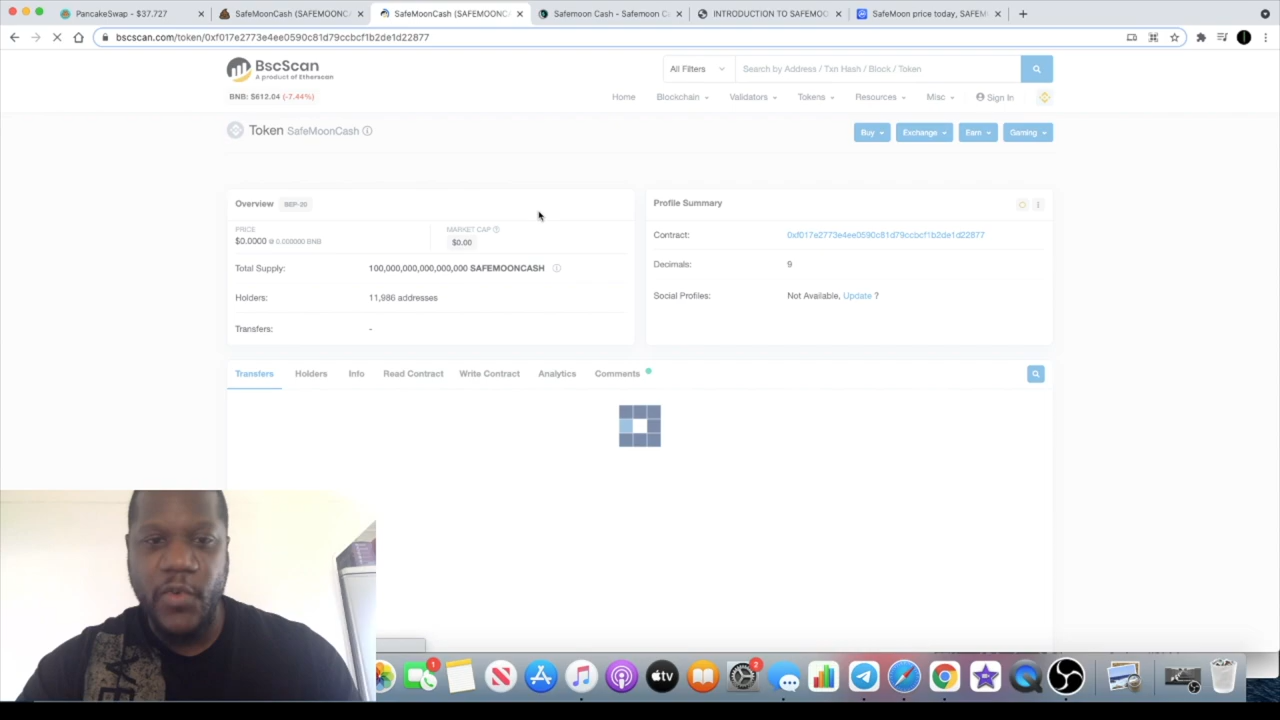 PancakeSwap - $37.727
SafeMoonCash (SAFEMOONCA
SafeMoonCash (SAFEMOONC
Safemoon Cash - Safemoon C
INTRODUCTION TO SAFEMOO
SafeMoon price today, SAFEM
bscscan.com/token/0xf017e2773e4ee0590c81d79ccbcf1b2de1d22877
BscScan
A product of Etherscan
All Filters
Search by Address / Txn Hash / Block / Token
BNB: $612.04 (-7.44%)
Home Blockchain Validators Tokens Resources Misc Sign In
Token SafeMoonCash
Buy Exchange Earn Gaming
Overview BEP-20
PRICE
$0.0000 @ 0.000000 BNB
MARKET CAP
$0.00
Total Supply: 100,000,000,000,000,000 SAFEMOONCASH
Holders: 11,986 addresses
Transfers: -
Profile Summary
Contract: 0xf017e2773e4ee0590c81d79ccbcf1b2de1d22877
Decimals: 9
Social Profiles: Not Available, Update ?
Transfers Holders Info Read Contract Write Contract Analytics Comments
1
tv
2